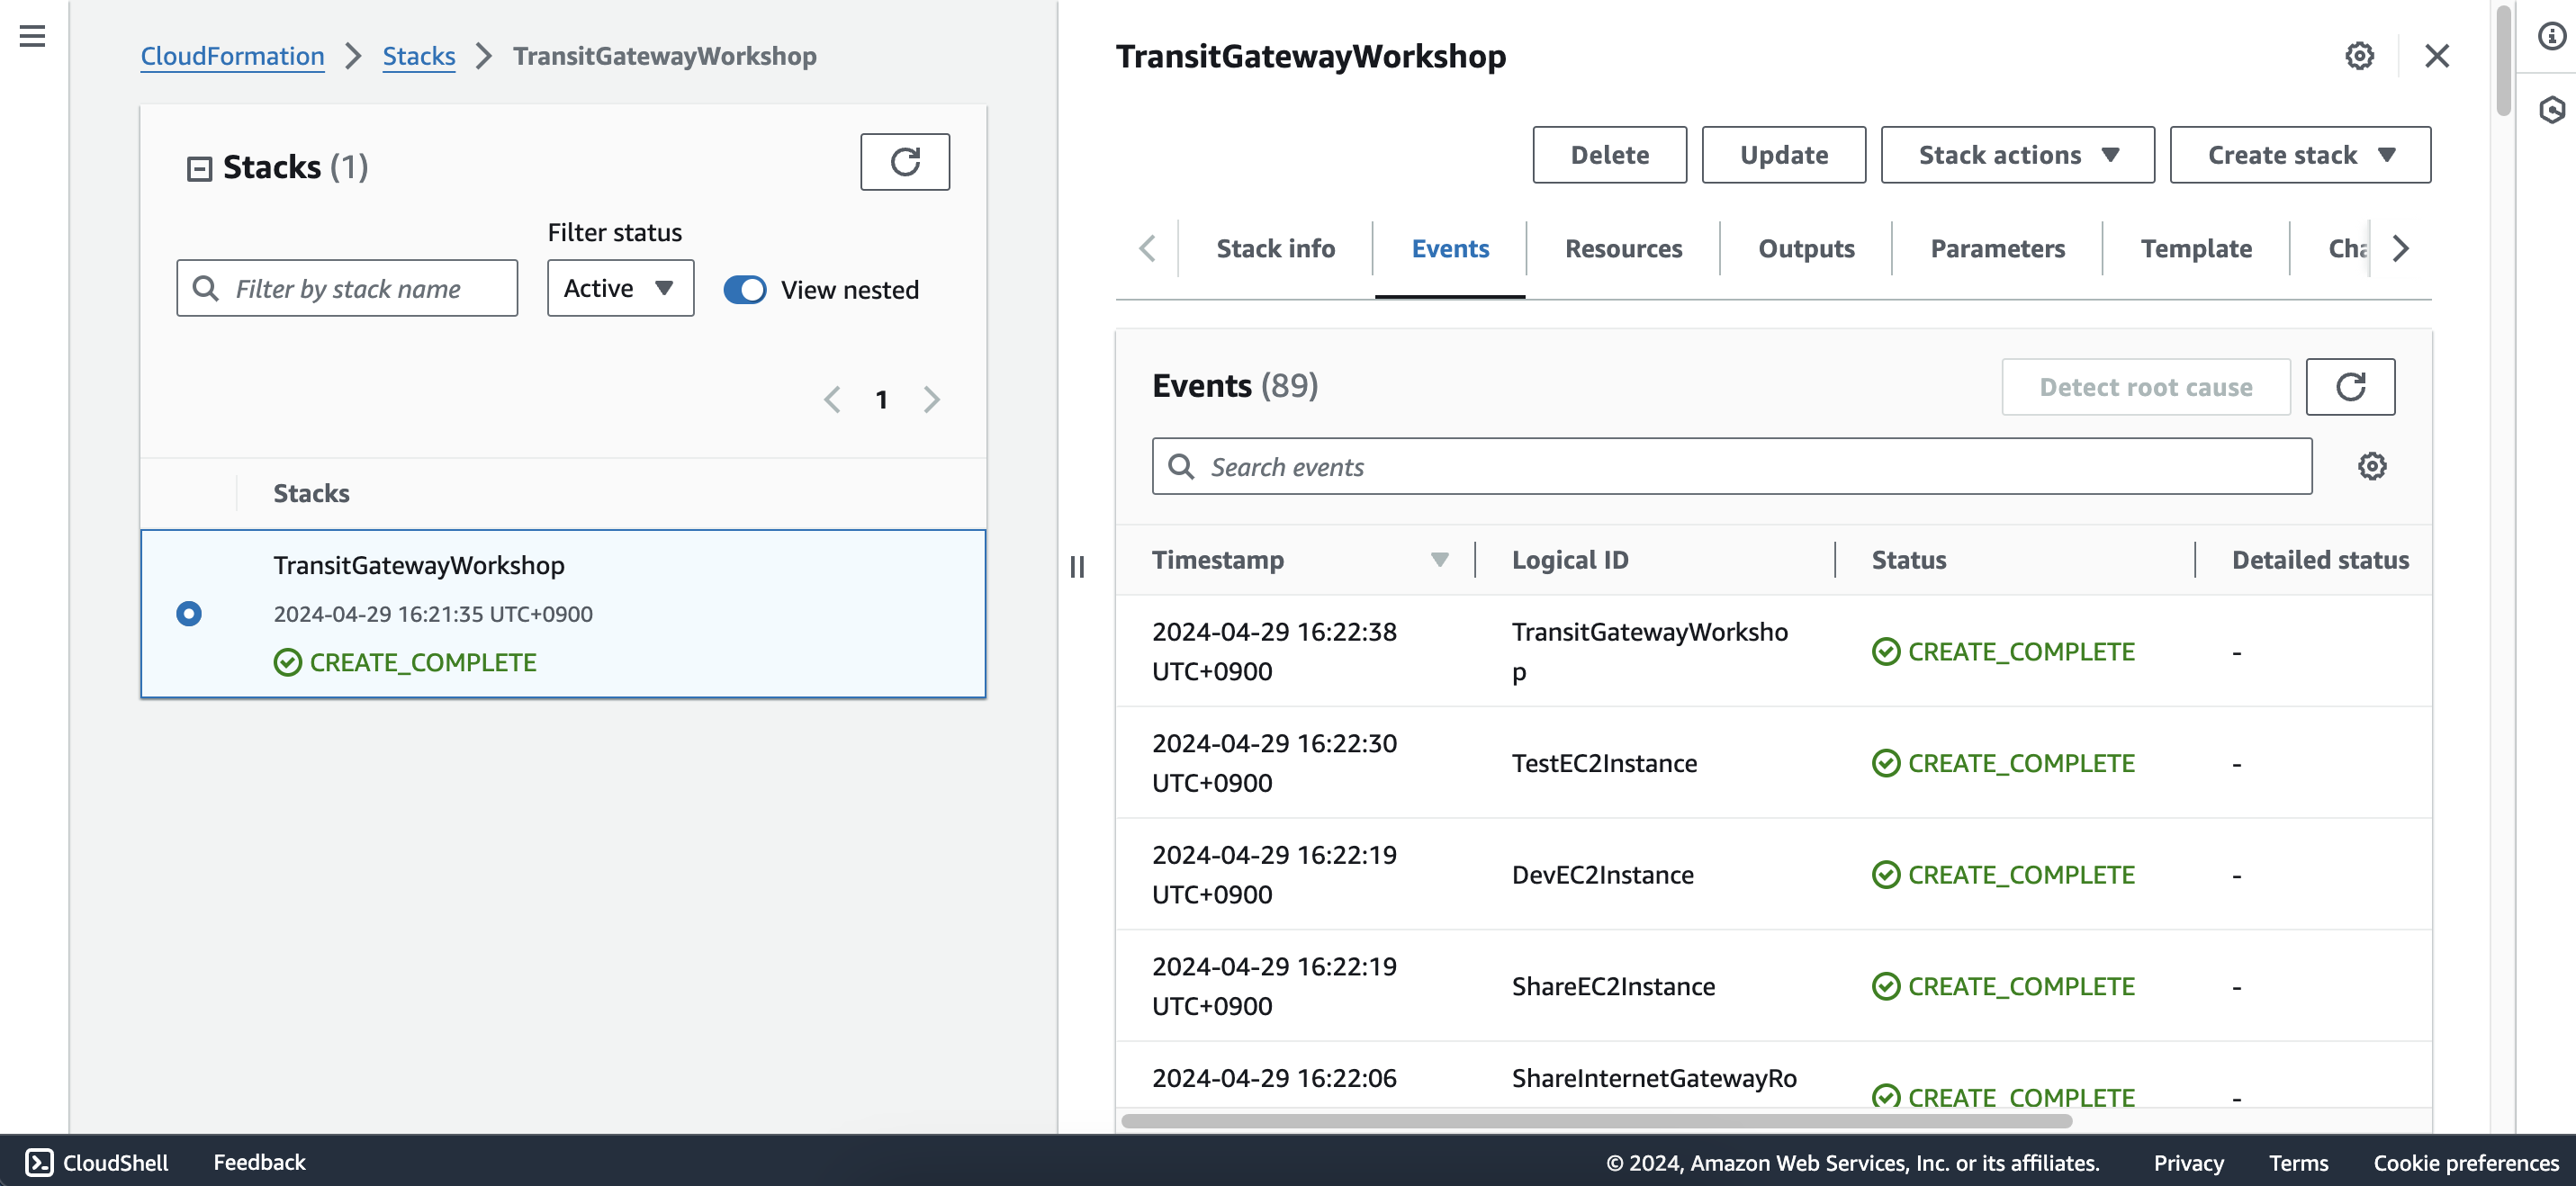 CloudFormation > Stacks > TransitGatewayWorkshop
Stacks (1)
Filter status
Filter by stack name
Active
View nested
1
Stacks
TransitGatewayWorkshop
2024-04-29 16:21:35 UTC+0900
CREATE_COMPLETE
TransitGatewayWorkshop
Delete
Update
Stack actions
Create stack
Stack info
Events
Resources
Outputs
Parameters
Template
Cha
Events (89)
Detect root cause
Search events
Timestamp
Logical ID
Status
Detailed status
2024-04-29 16:22:38
UTC+0900
TransitGatewayWorksho
p
CREATE_COMPLETE
-
2024-04-29 16:22:30
UTC+0900
TestEC2Instance
CREATE_COMPLETE
-
2024-04-29 16:22:19
UTC+0900
DevEC2Instance
CREATE_COMPLETE
-
2024-04-29 16:22:19
UTC+0900
ShareEC2Instance
CREATE_COMPLETE
-
2024-04-29 16:22:06
ShareInternetGatewayRo
CREATE_COMPLETE
-
CloudShell
Feedback
© 2024, Amazon Web Services, Inc. or its affiliates.
Privacy
Terms
Cookie preferences